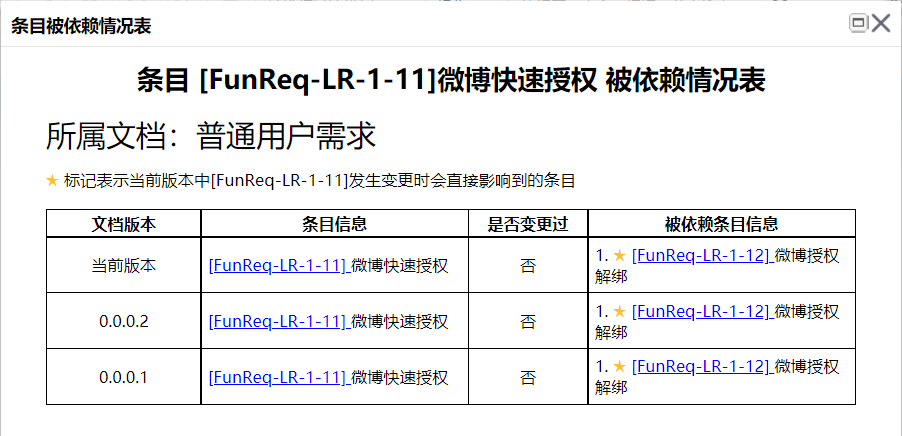 条目被依赖情况表
条目 [FunReq-LR-1-11]微博快速授权 被依赖情况表
所属文档：普通用户需求
★ 标记表示当前版本中[FunReq-LR-1-11]发生变更时会直接影响到的条目
文档版本 条目信息 是否变更过 被依赖条目信息
当前版本 [FunReq-LR-1-11] 微博快速授权 否 1. ★ [FunReq-LR-1-12] 微博授权
解绑
0.0.0.2 [FunReq-LR-1-11] 微博快速授权 否 1. ★ [FunReq-LR-1-12] 微博授权
解绑
0.0.0.1 [FunReq-LR-1-11] 微博快速授权 否 1. ★ [FunReq-LR-1-12] 微博授权
解绑